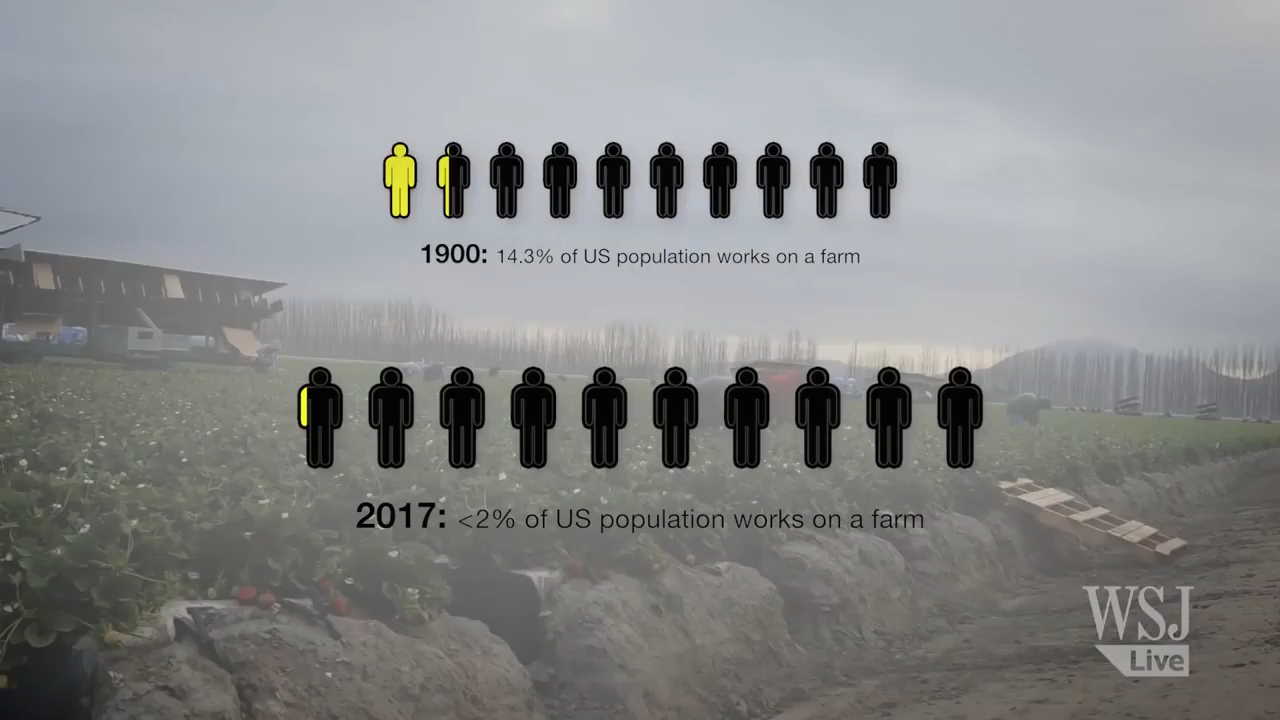 1900: 14.3% of US population works on a farm
2017: <2% of US population works on a farm
WSJ
Live